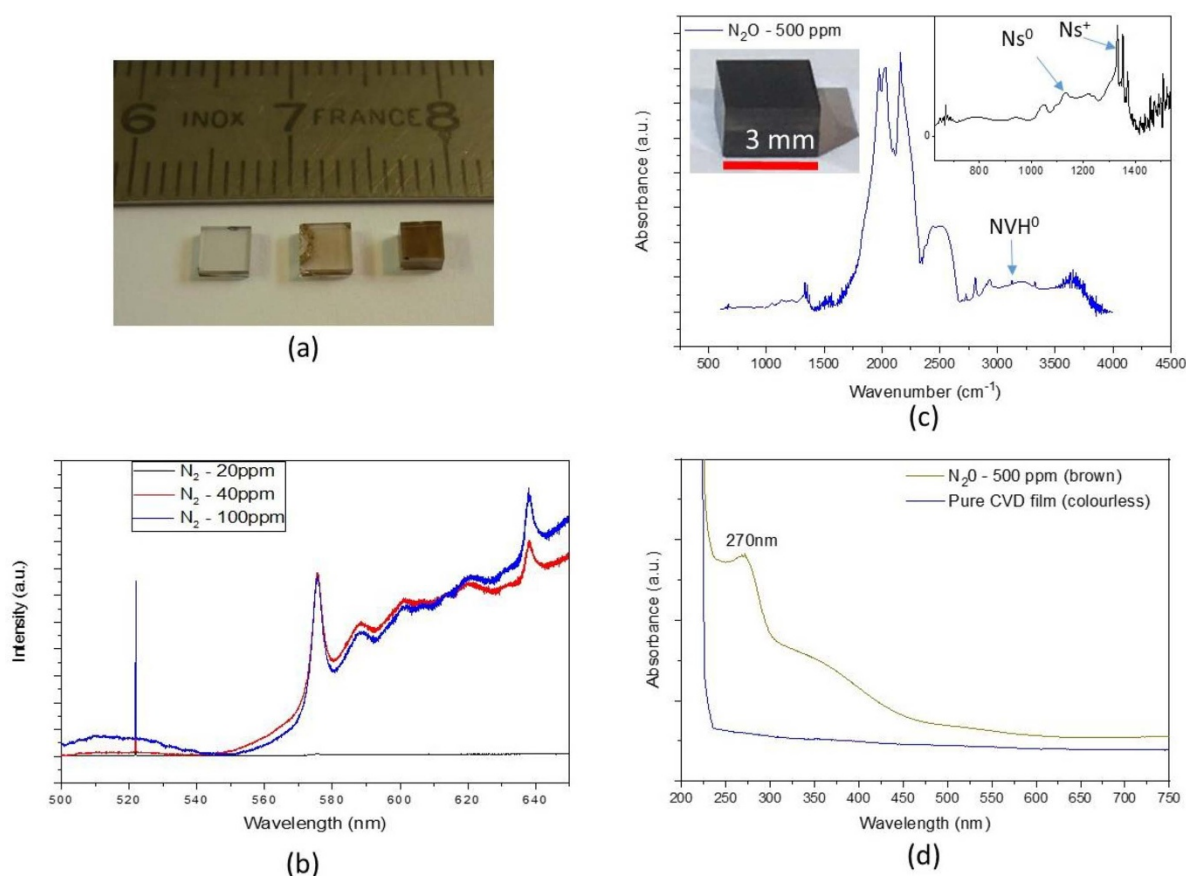 6 INOX 7 FRANCE 8
(a)
N₂O - 500 ppm
3 mm
Ns⁰
Ns⁺
0
800 1000 1200 1400
NVH⁰
Absorbance (a.u.)
500 1000 1500 2000 2500 3000 3500 4000 4500
Wavenumber (cm⁻¹)
(c)
N₂ - 20ppm
N₂ - 40ppm
N₂ - 100ppm
Intensity (a.u.)
500 520 540 560 580 600 620 640
Wavelength (nm)
(b)
N₂0 - 500 ppm (brown)
Pure CVD film (colourless)
270nm
Absorbance (a.u.)
200 250 300 350 400 450 500 550 600 650 700 750
Wavelength (nm)
(d)